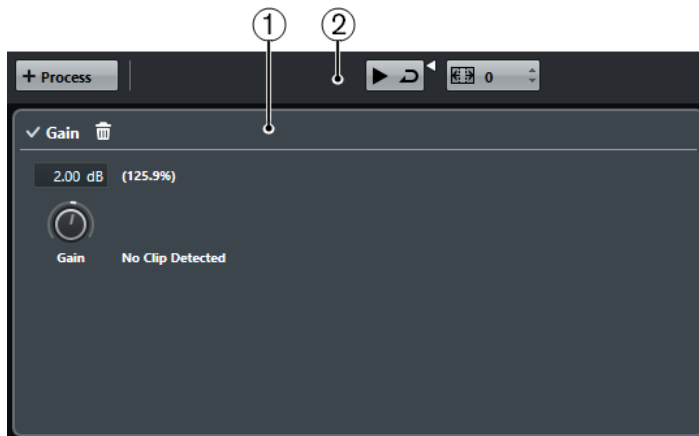 1 2
+ Process 0
Gain
2.00 dB (125.9%)
Gain No Clip Detected